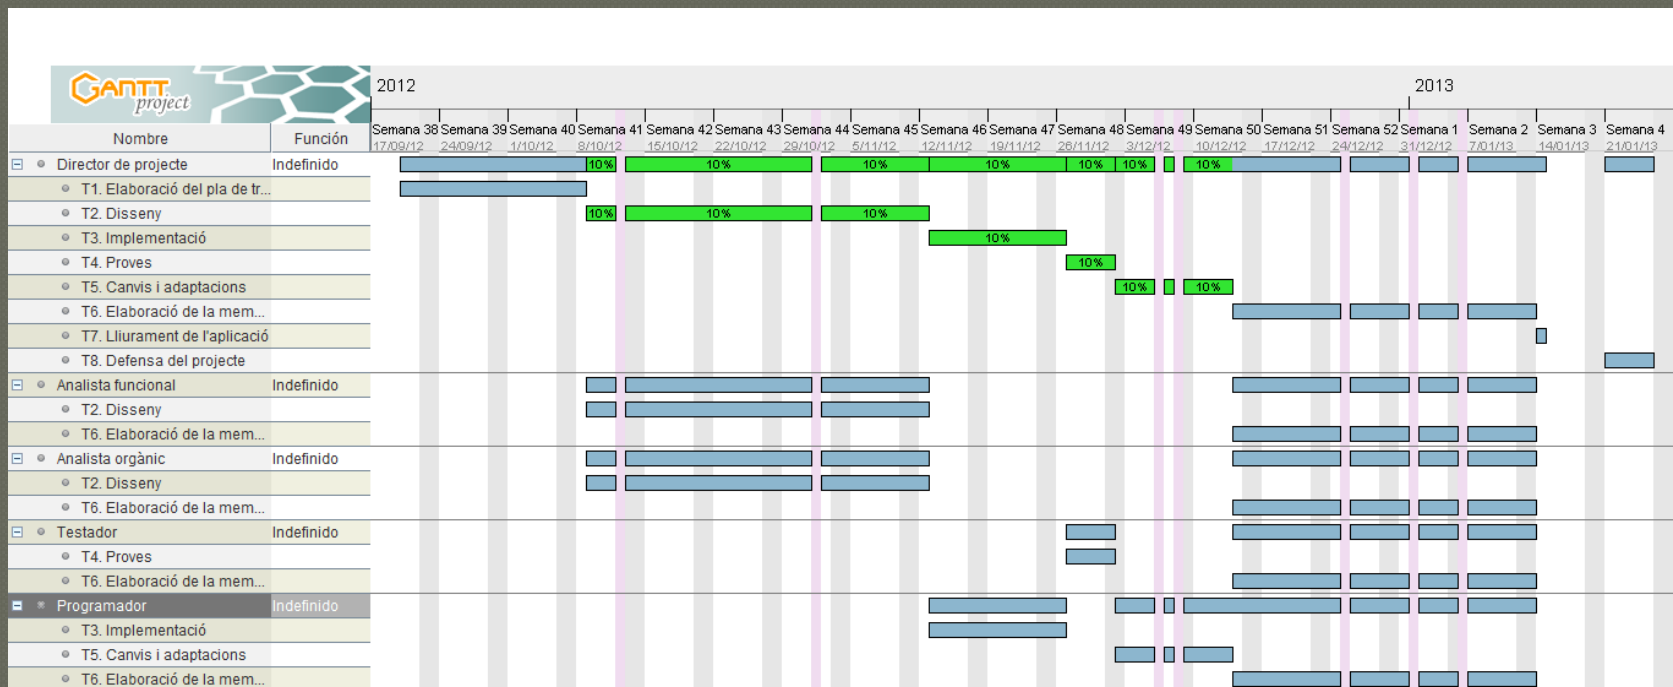 GANTT project
2012 2013
Nombre Función
Semana 38 Semana 39 Semana 40 Semana 41 Semana 42 Semana 43 Semana 44 Semana 45 Semana 46 Semana 47 Semana 48 Semana 49 Semana 50 Semana 51 Semana 52 Semana 1 Semana 2 Semana 3 Semana 4
17/09/12 24/09/12 1/10/12 8/10/12 15/10/12 22/10/12 29/10/12 5/11/12 12/11/12 19/11/12 26/11/12 3/12/12 10/12/12 17/12/12 24/12/12 31/12/12 7/01/13 14/01/13 21/01/13
Director de projecte Indefinido 10% 10% 10% 10% 10% 10% 10%
T1. Elaboració del pla de tr...
T2. Disseny 10% 10% 10%
T3. Implementació 10%
T4. Proves 10%
T5. Canvis i adaptacions 10% 10%
T6. Elaboració de la mem...
T7. Lliurament de l'aplicació
T8. Defensa del projecte
Analista funcional Indefinido
T2. Disseny
T6. Elaboració de la mem...
Analista orgànic Indefinido
T2. Disseny
T6. Elaboració de la mem...
Testador Indefinido
T4. Proves
T6. Elaboració de la mem...
Programador Indefinido
T3. Implementació
T5. Canvis i adaptacions
T6. Elaboració de la mem...